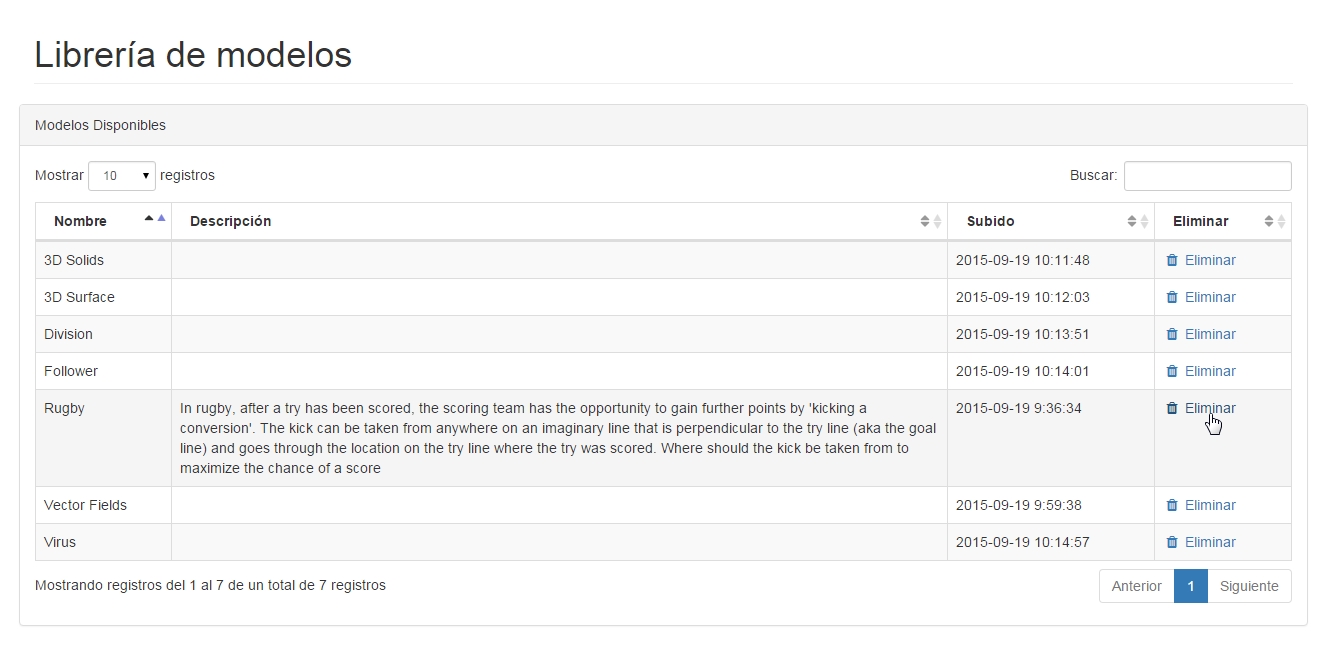 Librería de modelos
Modelos Disponibles
Mostrar 10 registros Buscar:
Nombre Descripción Subido Eliminar
3D Solids 2015-09-19 10:11:48 Eliminar
3D Surface 2015-09-19 10:12:03 Eliminar
Division 2015-09-19 10:13:51 Eliminar
Follower 2015-09-19 10:14:01 Eliminar
Rugby In rugby, after a try has been scored, the scoring team has the opportunity to gain further points by 'kicking a 2015-09-19 9:36:34 Eliminar
conversion'. The kick can be taken from anywhere on an imaginary line that is perpendicular to the try line (aka the goal
line) and goes through the location on the try line where the try was scored. Where should the kick be taken from to
maximize the chance of a score
Vector Fields 2015-09-19 9:59:38 Eliminar
Virus 2015-09-19 10:14:57 Eliminar
Mostrando registros del 1 al 7 de un total de 7 registros Anterior 1 Siguiente